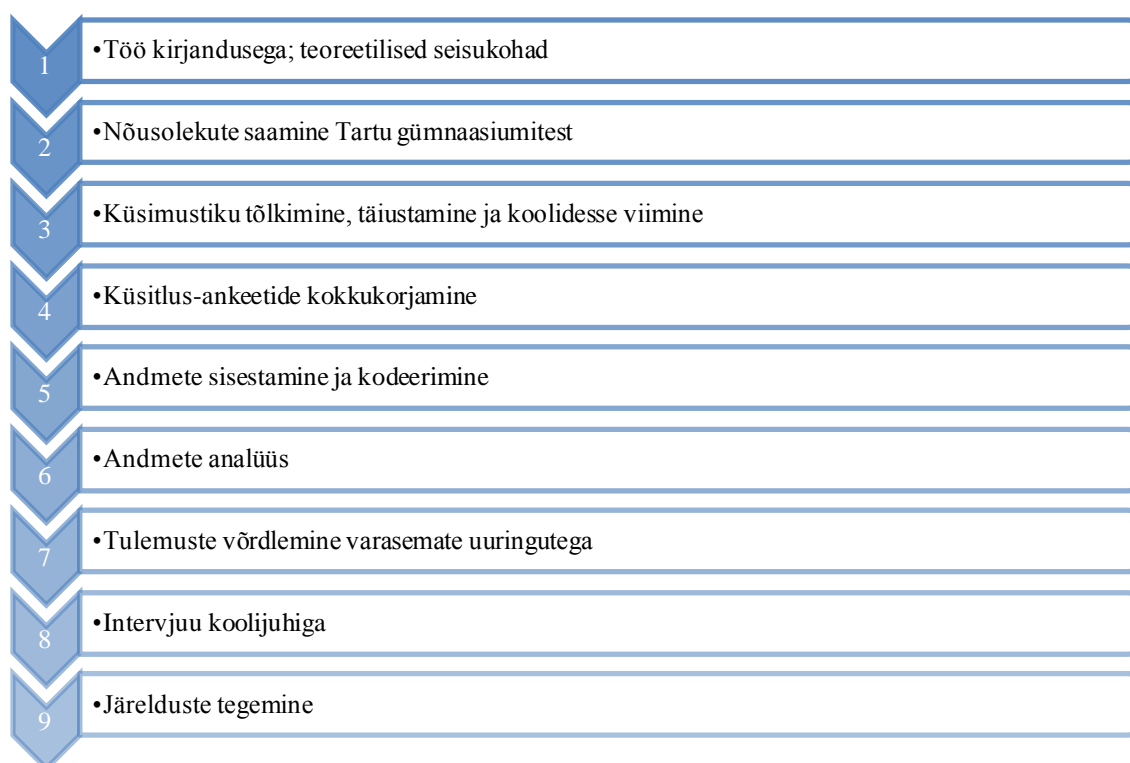 1 •Töö kirjandusega; teoreetilised seisukohad
2 •Nõusolekute saamine Tartu gümnaasiumitest
3 •Küsimustiku tõlkimine, täiustamine ja koolidesse viimine
4 •Küsitlus-ankeetide kokkukorjamine
5 •Andmete sisestamine ja kodeerimine
6 •Andmete analüüs
7 •Tulemuste võrdlemine varasemate uuringutega
8 •Intervjuu koolijuhiga
9 •Järelduste tegemine